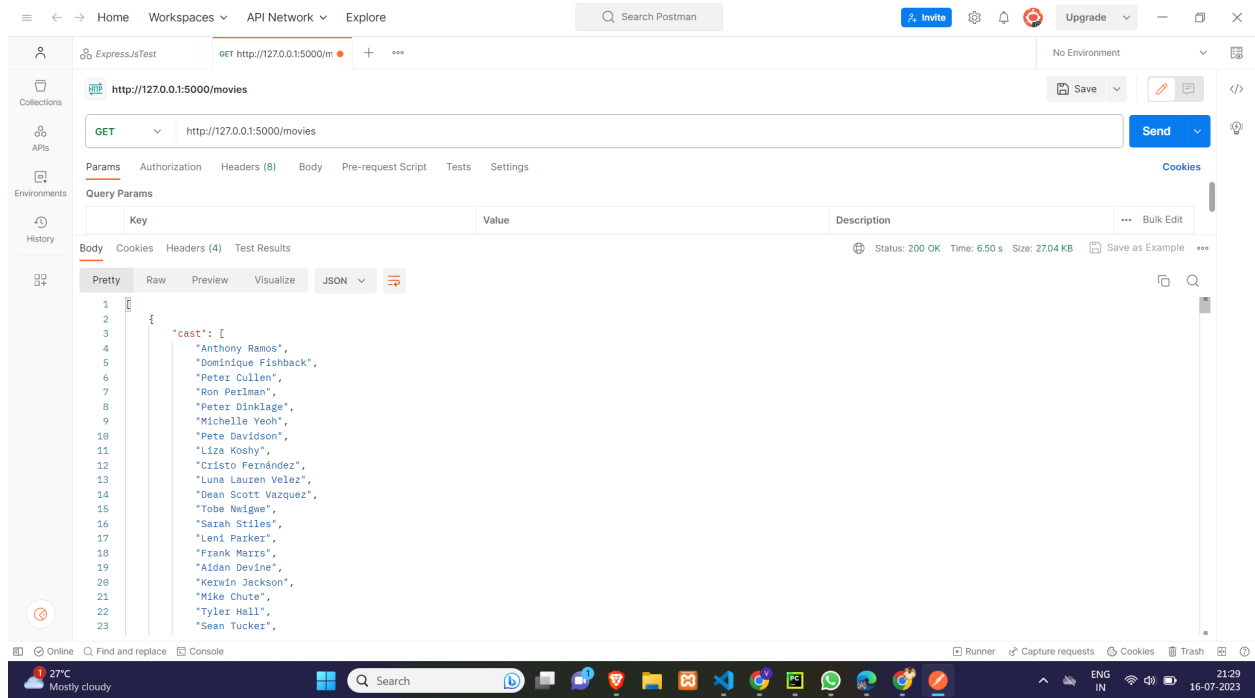 Home Workspaces API Network Explore Search Postman Invite Upgrade
ExpressJsTest GET http://127.0.0.1:5000/m No Environment
http://127.0.0.1:5000/movies Save
Collections
GET http://127.0.0.1:5000/movies Send
APIs
Params Authorization Headers (8) Body Pre-request Script Tests Settings Cookies
Environments
Query Params
Key Value Description Bulk Edit
History
Body Cookies Headers (4) Test Results Status: 200 OK Time: 6.50 s Size: 27.04 KB Save as Example
Pretty Raw Preview Visualize JSON
1 [
2 {
3 "cast": [
4 "Anthony Ramos",
5 "Dominique Fishback",
6 "Peter Cullen",
7 "Ron Perlman",
8 "Peter Dinklage",
9 "Michelle Yeoh",
10 "Pete Davidson",
11 "Liza Koshy",
12 "Cristo Fernández",
13 "Luna Lauren Velez",
14 "Dean Scott Vazquez",
15 "Tobe Nwigwe",
16 "Sarah Stiles",
17 "Leni Parker",
18 "Frank Marrs",
19 "Aidan Devine",
20 "Kerwin Jackson",
21 "Mike Chute",
22 "Tyler Hall",
23 "Sean Tucker",
Online Find and replace Console Runner Capture requests Cookies Trash
1 27°C
Mostly cloudy
Search
ENG
IN
21:29
16-07-2023